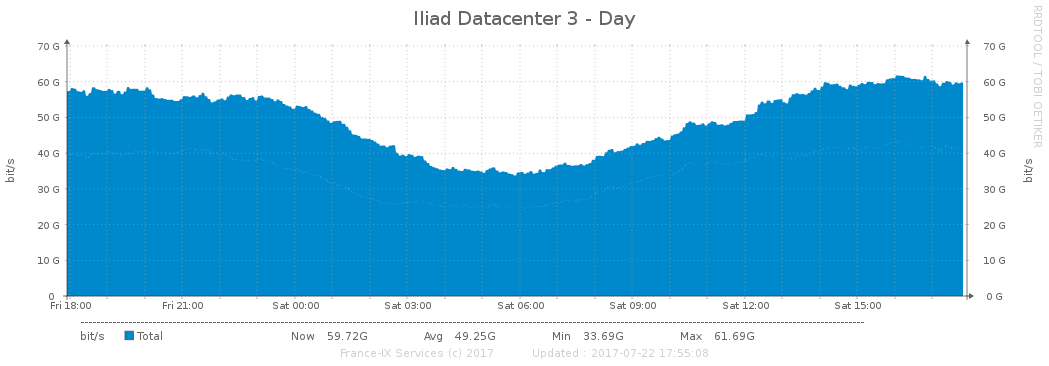 Iliad Datacenter 3 - Day
RRDTOOL / TOBI OETIKER
bit/s
70 G
60 G
50 G
40 G
30 G
20 G
10 G
0
70 G
60 G
50 G
40 G
30 G
20 G
10 G
0 G
bit/s
Fri 18:00 Fri 21:00 Sat 00:00 Sat 03:00 Sat 06:00 Sat 09:00 Sat 12:00 Sat 15:00
bit/s Total Now 59.72G Avg 49.25G Min 33.69G Max 61.69G
France-IX Services (c) 2017 Updated : 2017-07-22 17:55:08